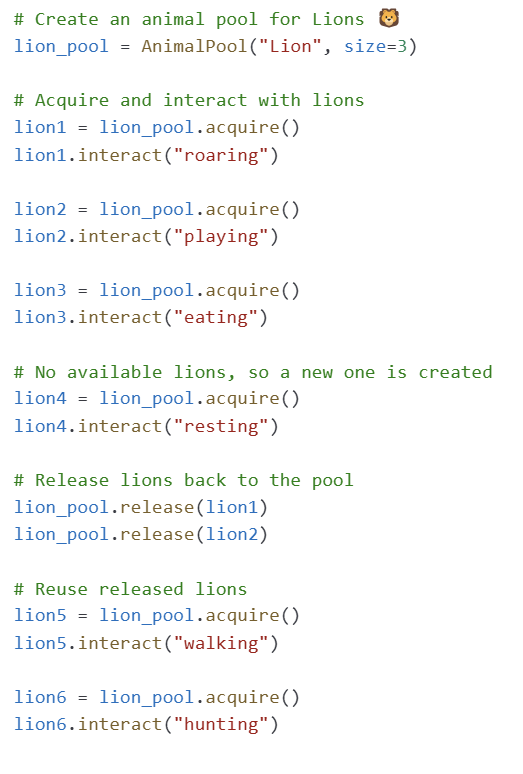 # Create an animal pool for Lions 🦁
lion_pool = AnimalPool("Lion", size=3)

# Acquire and interact with lions
lion1 = lion_pool.acquire()
lion1.interact("roaring")

lion2 = lion_pool.acquire()
lion2.interact("playing")

lion3 = lion_pool.acquire()
lion3.interact("eating")

# No available lions, so a new one is created
lion4 = lion_pool.acquire()
lion4.interact("resting")

# Release lions back to the pool
lion_pool.release(lion1)
lion_pool.release(lion2)

# Reuse released lions
lion5 = lion_pool.acquire()
lion5.interact("walking")

lion6 = lion_pool.acquire()
lion6.interact("hunting")